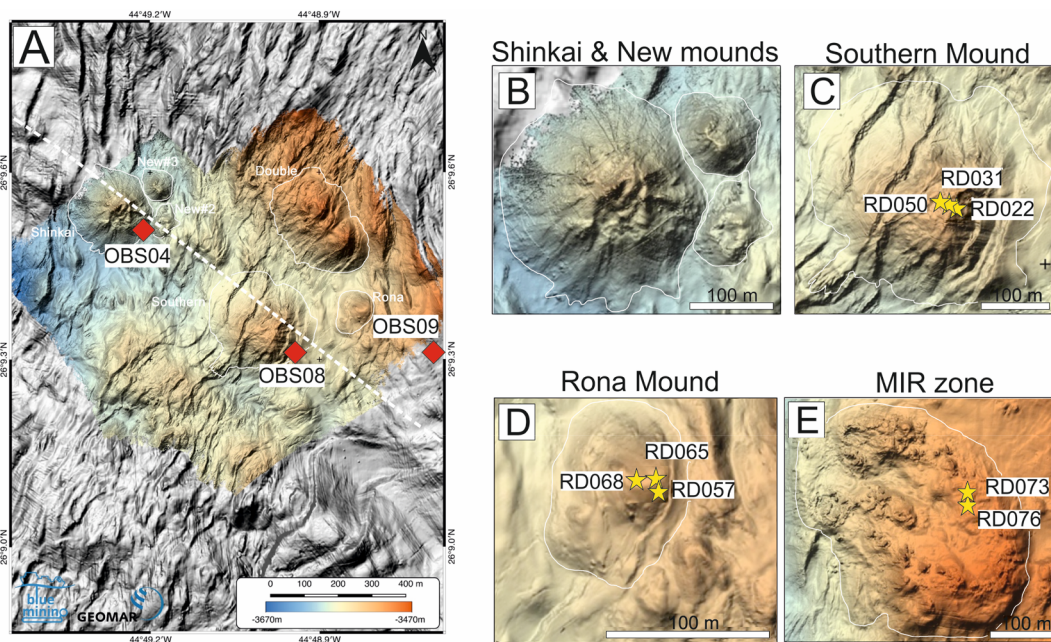 44°49.2'W
44°48.9'W
A
N
26°9.6'N
26°9.6'N
New#3
Double
New#2
Shinkai
OBS04
Southern
Rona
OBS09
26°9.3'N
26°9.3'N
OBS08
26°9.0'N
26°9.0'N
blue
mining
GEOMAR
0 100 200 300 400 m
-3670m -3470m
44°49.2'W
44°48.9'W
Shinkai & New mounds
B
100 m
Southern Mound
C
RD031
RD050
RD022
100 m
Rona Mound
D
RD065
RD068
RD057
100 m
MIR zone
E
RD073
RD076
100 m